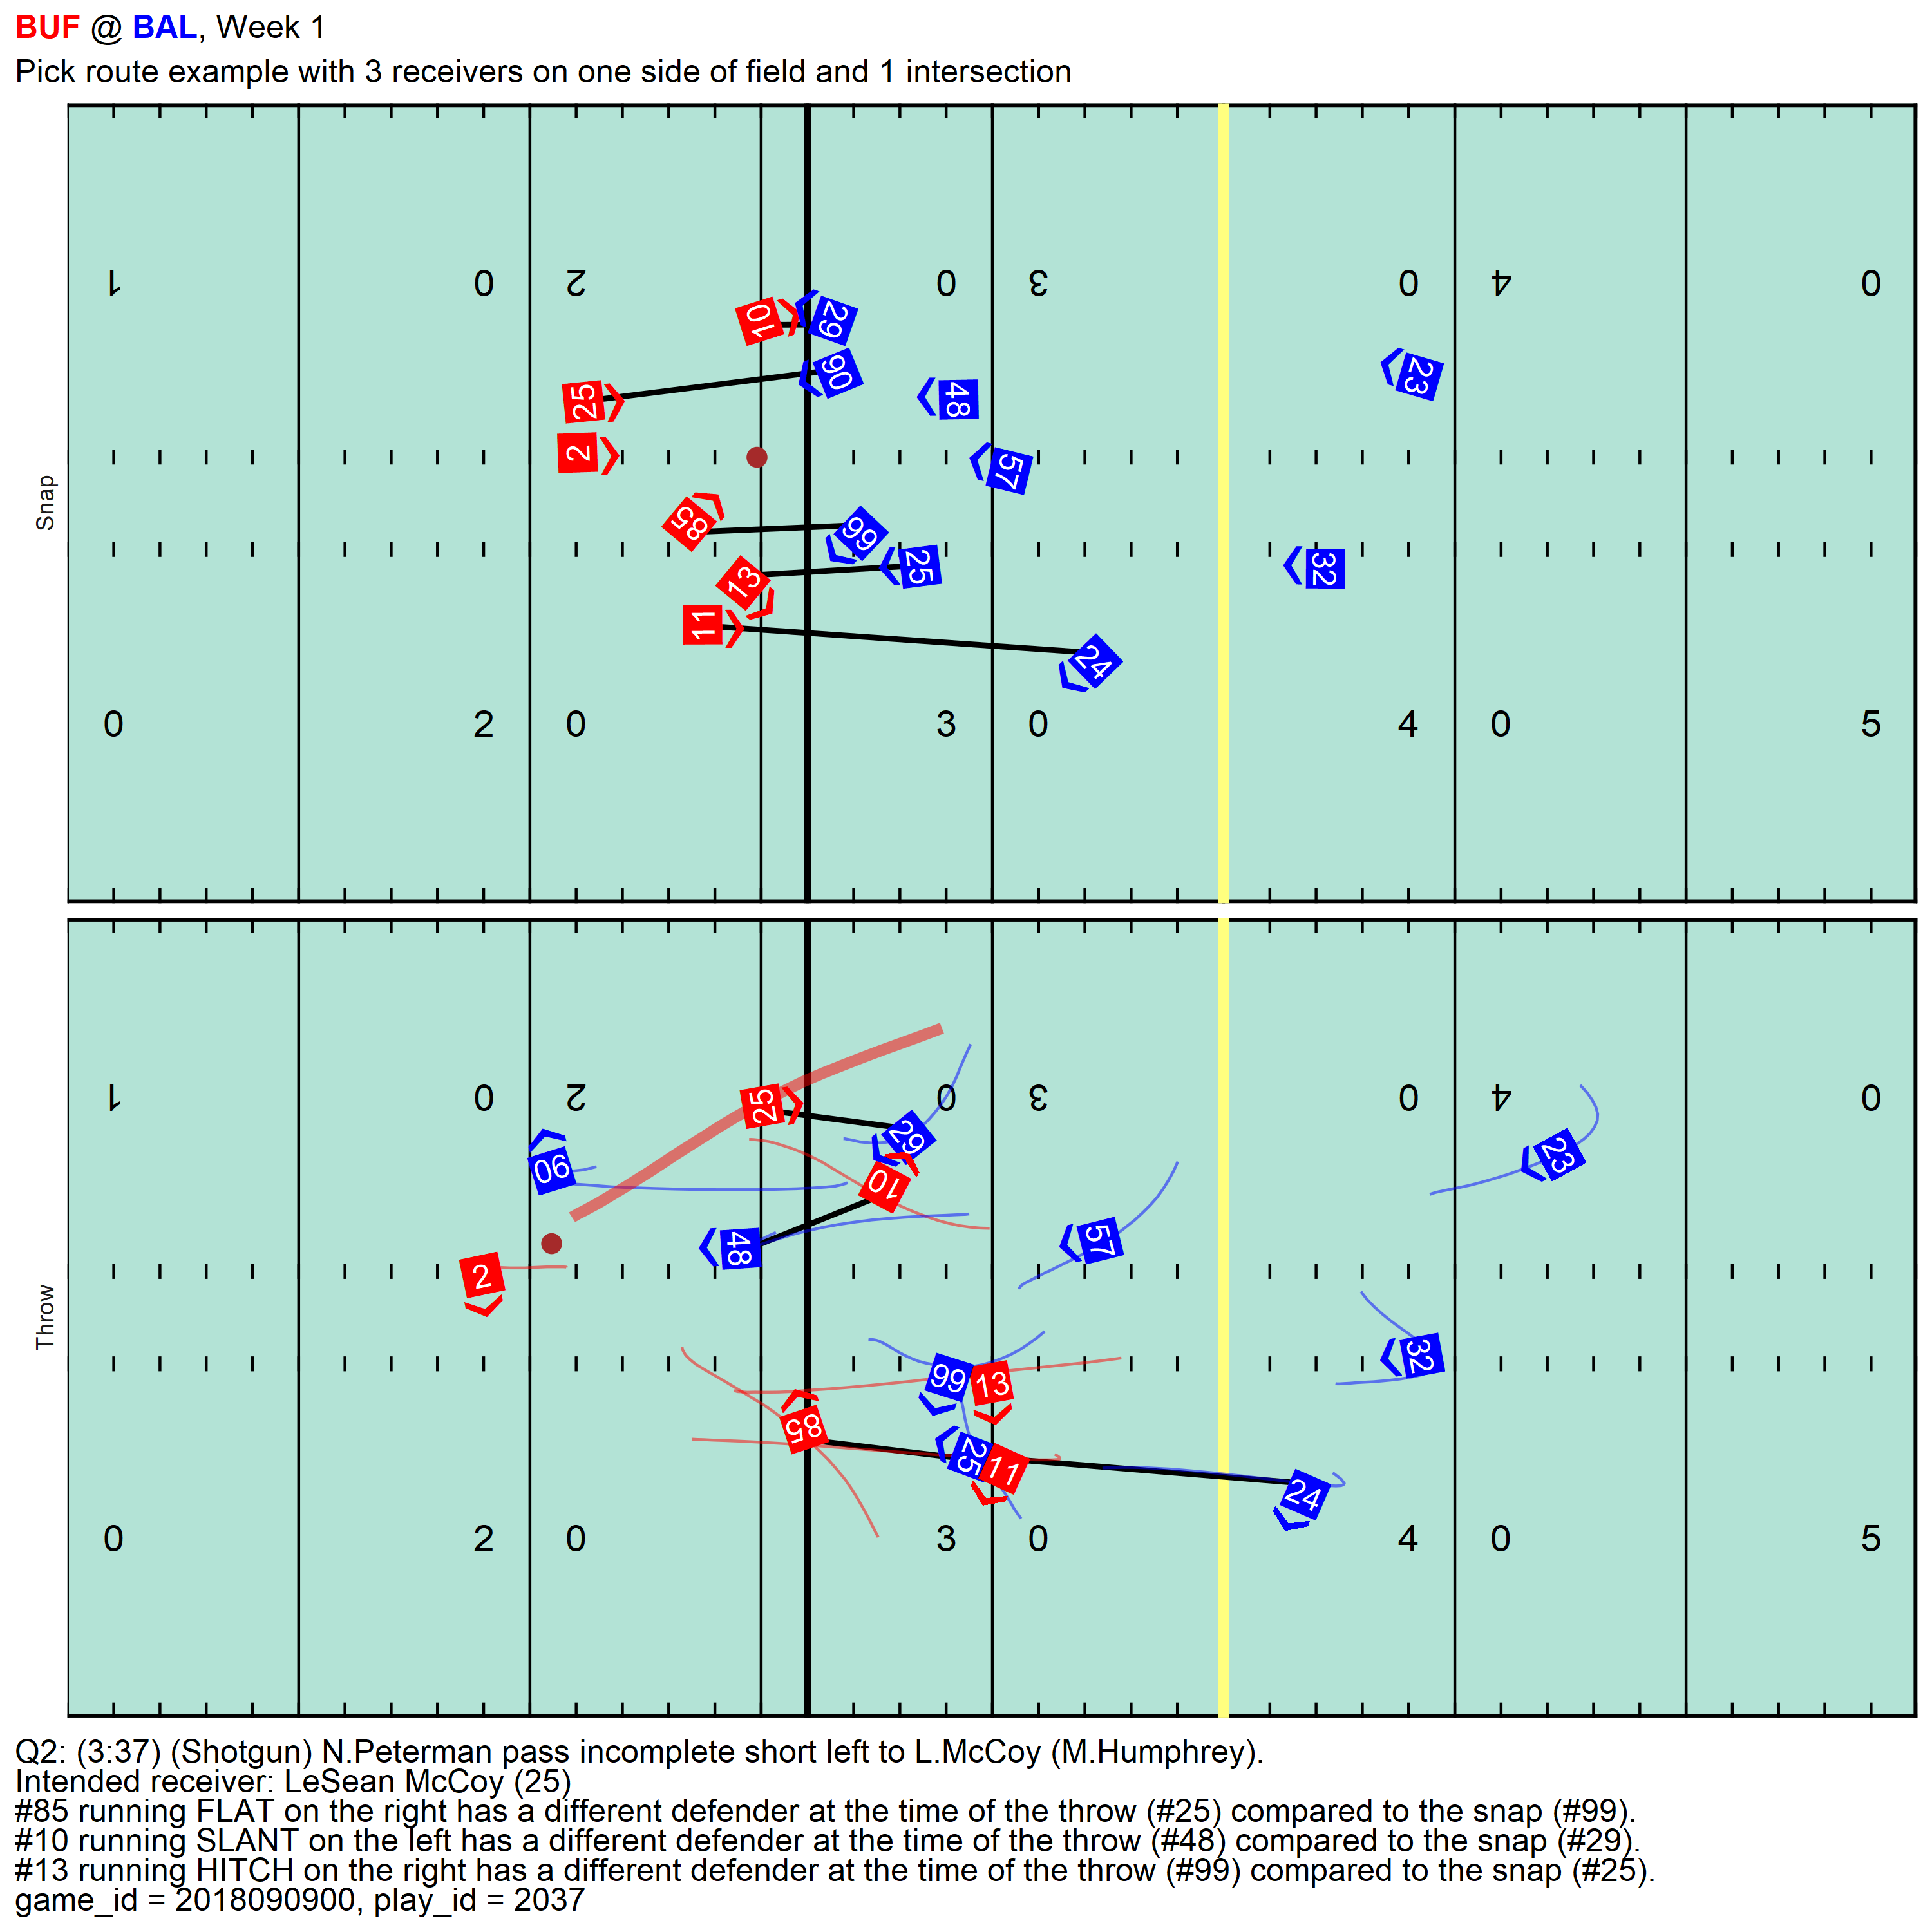 BUF @ BAL, Week 1
Pick route example with 3 receivers on one side of field and 1 intersection
Snap
1 0 2 0 3 0 4 0
10 29
90
25 48 23
2 57
85 99
13 25 32
11 24
0 2 0 3 0 4 0 5
Throw
1 0 2 0 3 0 4 0
25 29
90 10 23
48 57
2
99 13 32
85 25 11 24
0 2 0 3 0 4 0 5
Q2: (3:37) (Shotgun) N.Peterman pass incomplete short left to L.McCoy (M.Humphrey).
Intended receiver: LeSean McCoy (25)
#85 running FLAT on the right has a different defender at the time of the throw (#25) compared to the snap (#99).
#10 running SLANT on the left has a different defender at the time of the throw (#48) compared to the snap (#29).
#13 running HITCH on the right has a different defender at the time of the throw (#99) compared to the snap (#25).
game_id = 2018090900, play_id = 2037